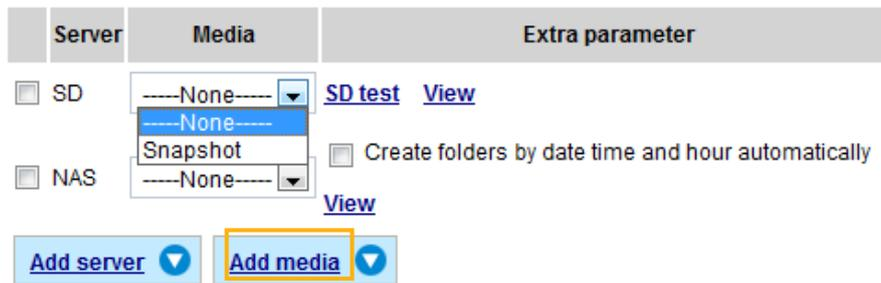 Server Media Extra parameter
SD -----None----- SD test View
-----None-----
Snapshot
Create folders by date time and hour automatically
NAS -----None-----
View
Add server Add media